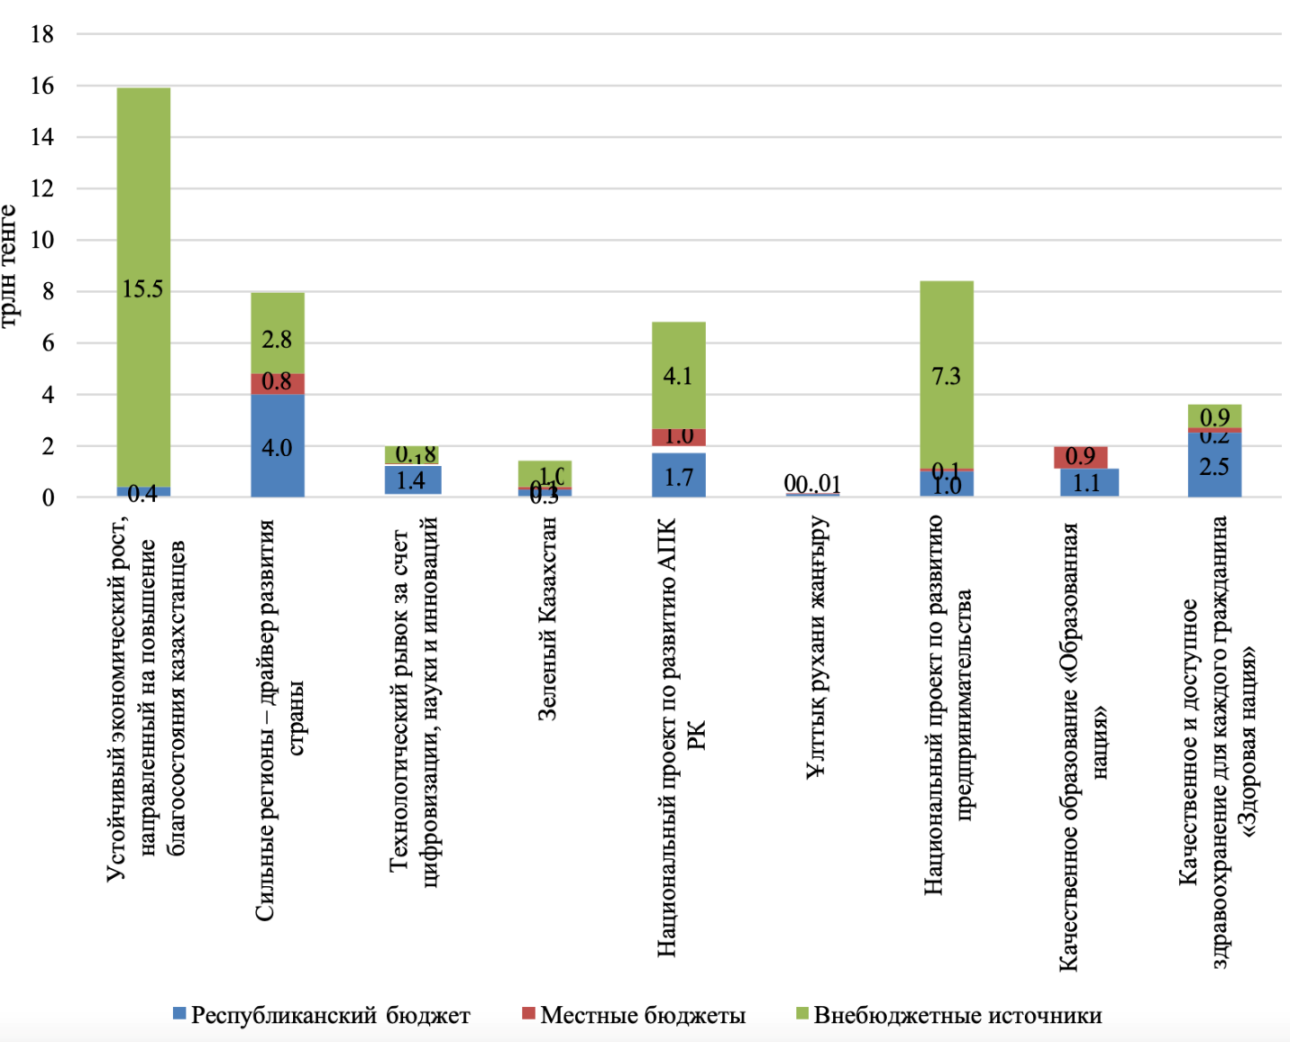 18
16
14
12
10
8
6
4
2
0
трлн тенге
15.5
0.4
2.8
0.8
4.0
1.4
4.1
1.0
1.7
7.3
0.1
1.0
0.9
1.1
0.9
0.2
2.5
Устойчивый экономический рост,
направленный на повышение
благосостояния казахстанцев
Сильные регионы – драйвер развития
страны
Технологический рывок за счет
цифровизации, науки и инноваций
Зеленый Казахстан
Национальный проект по развитию АПК
РК
Ұлттық рухани жаңғыру
Национальный проект по развитию
предпринимательства
Качественное образование «Образованная
нация»
Качественное и доступное
здравоохранение для каждого гражданина
«Здоровая нация»
Республиканский бюджет
Местные бюджеты
Внебюджетные источники